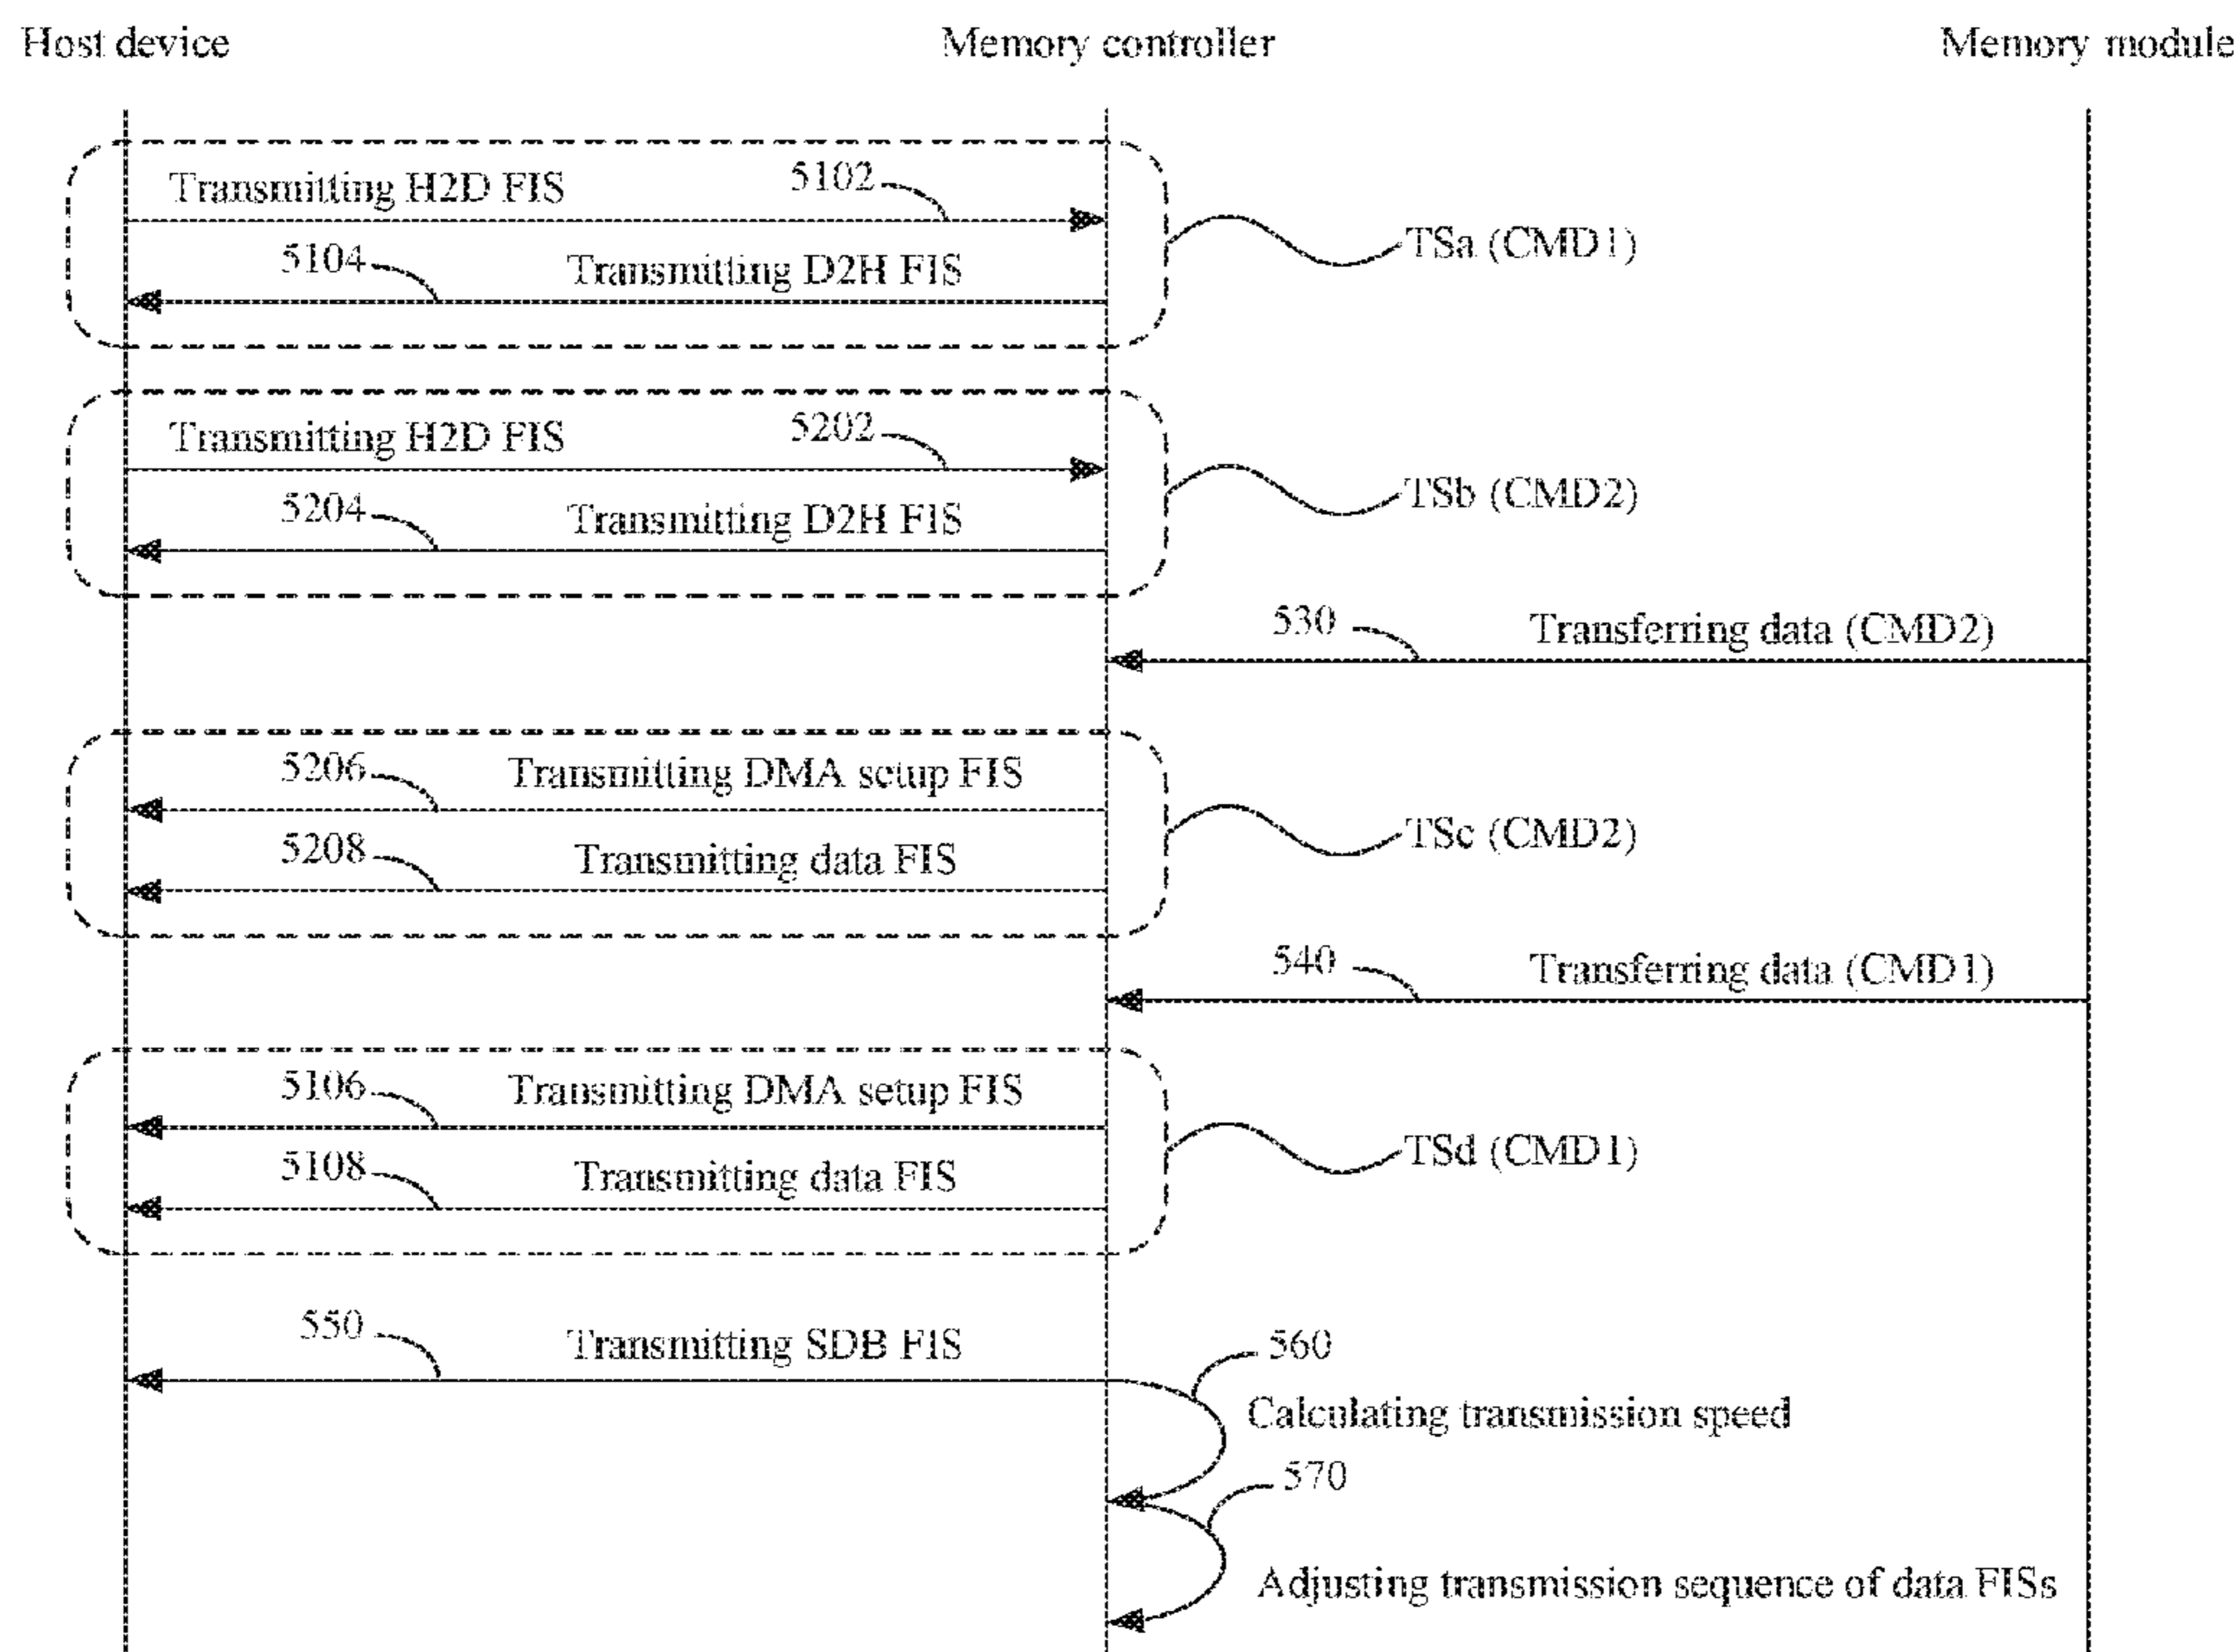 Host device Memory controller Memory module
Transmitting H2D FIS 5102
TSa (CMD1)
5104 Transmitting D2H FIS
Transmitting H2D FIS 5202
TSb (CMD2)
5204 Transmitting D2H FIS
530 Transferring data (CMD2)
5206 Transmitting DMA setup FIS
TSc (CMD2)
5208 Transmitting data FIS
540 Transferring data (CMD1)
5106 Transmitting DMA setup FIS
TSd (CMD1)
5108 Transmitting data FIS
550 Transmitting SDB FIS
560
Calculating transmission speed
570
Adjusting transmission sequence of data FISs